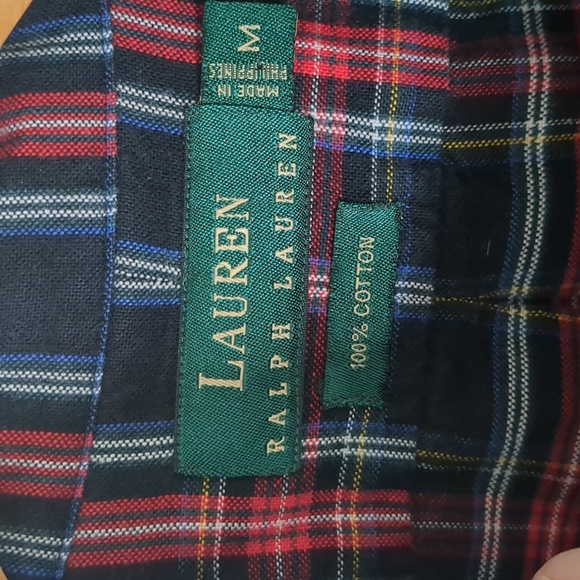 LAUREN
RALPH LAUREN
M
MADE IN
PHILIPPINES
100% COTTON